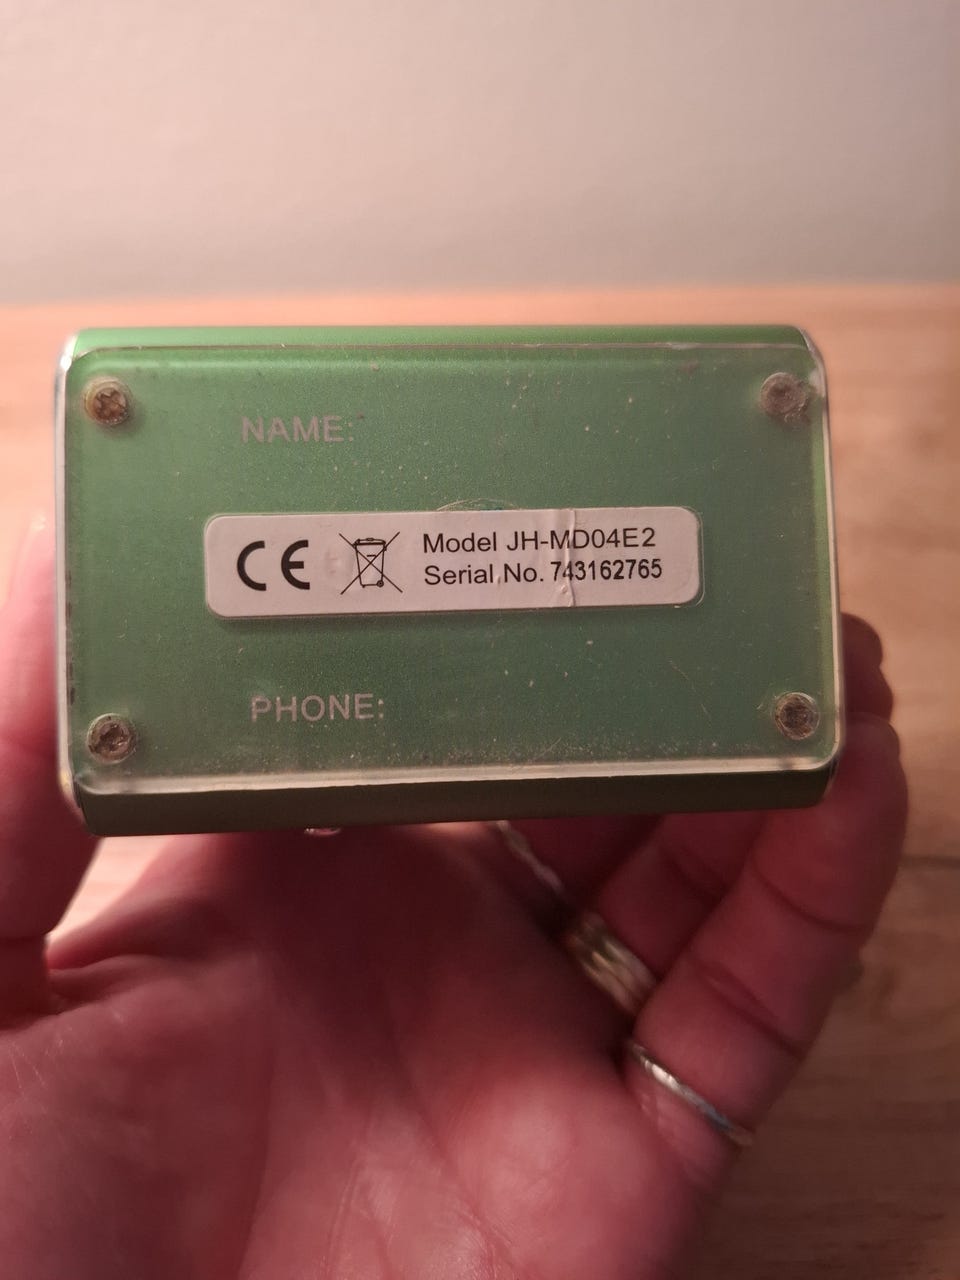 NAME:
CE Model JH-MD04E2
Serial No. 743162765
PHONE: